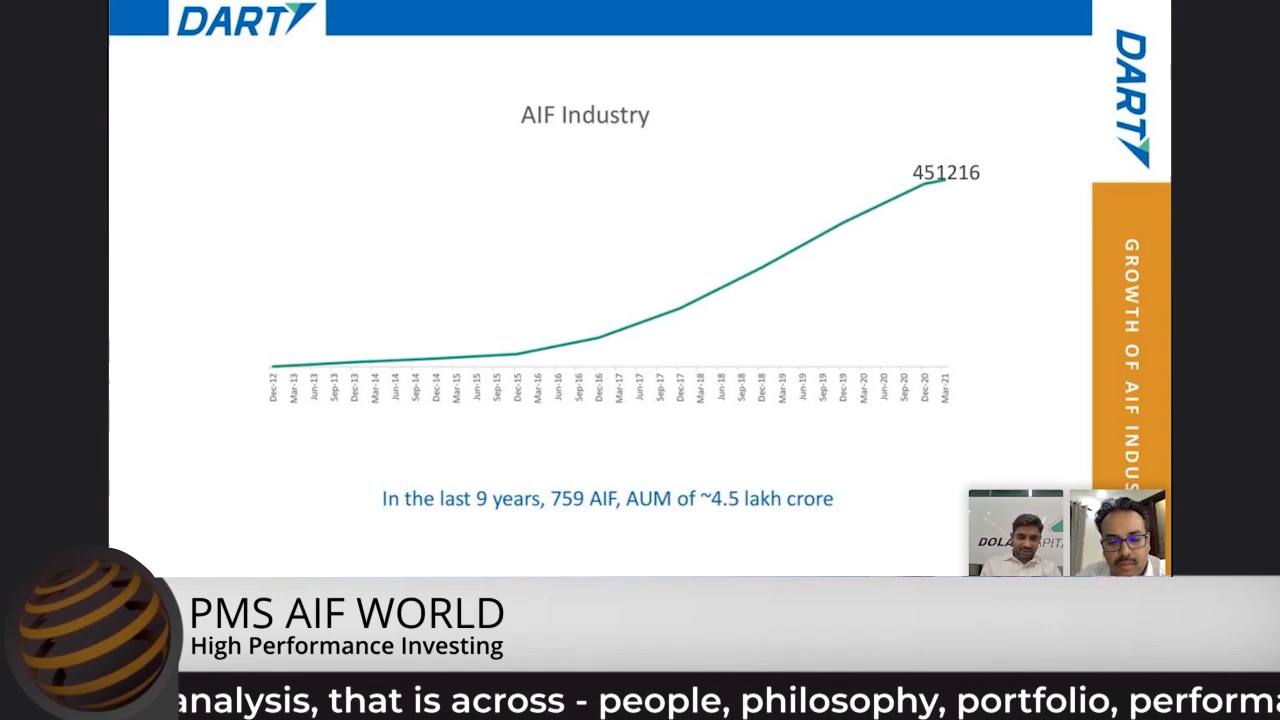 DART
DART
AIF Industry
451216
GROWTH OF AIF INDUS
Dec-12
Mar-13
Jun-13
Sep-13
Dec-13
Mar-14
Jun-14
Sep-14
Dec-14
Mar-15
Jun-15
Sep-15
Dec-15
Mar-16
Jun-16
Sep-16
Dec-16
Mar-17
Jun-17
Sep-17
Dec-17
Mar-18
Jun-18
Sep-18
Dec-18
Mar-19
Jun-19
Sep-19
Dec-19
Mar-20
Jun-20
Sep-20
Dec-20
Mar-21
In the last 9 years, 759 AIF, AUM of ~4.5 lakh crore
PMS AIF WORLD
High Performance Investing
analysis, that is across - people, philosophy, portfolio, performa